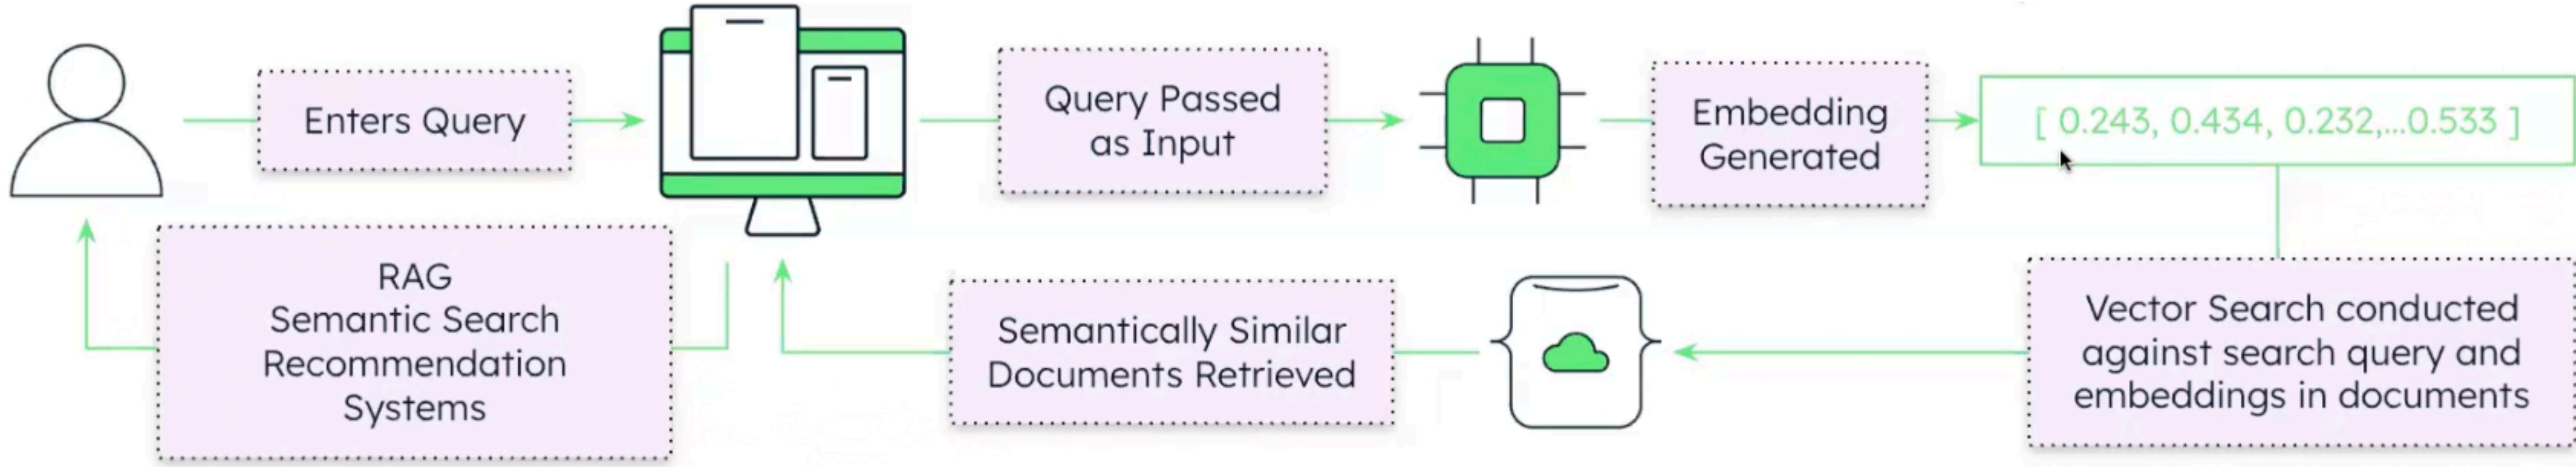 Enters Query
Query Passed
as Input
Embedding
Generated
[ 0.243, 0.434, 0.232,...0.533 ]
Vector Search conducted
against search query and
embeddings in documents
Semantically Similar
Documents Retrieved
RAG
Semantic Search
Recommendation
Systems